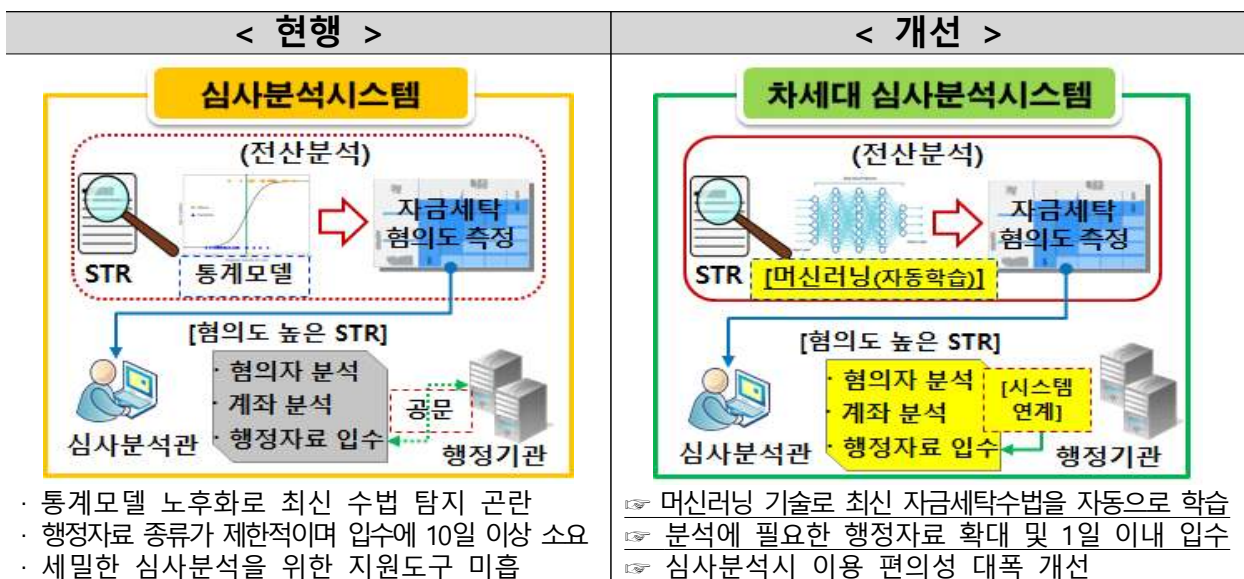 < 현행 >
심사분석시스템
(전산분석)
STR
통계모델
자금세탁
혐의도 측정
[혐의도 높은 STR]
· 혐의자 분석
· 계좌 분석
· 행정자료 입수
공문
심사분석관
행정기관
· 통계모델 노후화로 최신 수법 탐지 곤란
· 행정자료 종류가 제한적이며 입수에 10일 이상 소요
· 세밀한 심사분석을 위한 지원도구 미흡
< 개선 >
차세대 심사분석시스템
(전산분석)
STR
[머신러닝(자동학습)]
자금세탁
혐의도 측정
[혐의도 높은 STR]
· 혐의자 분석
· 계좌 분석
· 행정자료 입수
[시스템
연계]
심사분석관
행정기관
☞ 머신러닝 기술로 최신 자금세탁수법을 자동으로 학습
☞ 분석에 필요한 행정자료 확대 및 1일 이내 입수
☞ 심사분석시 이용 편의성 대폭 개선